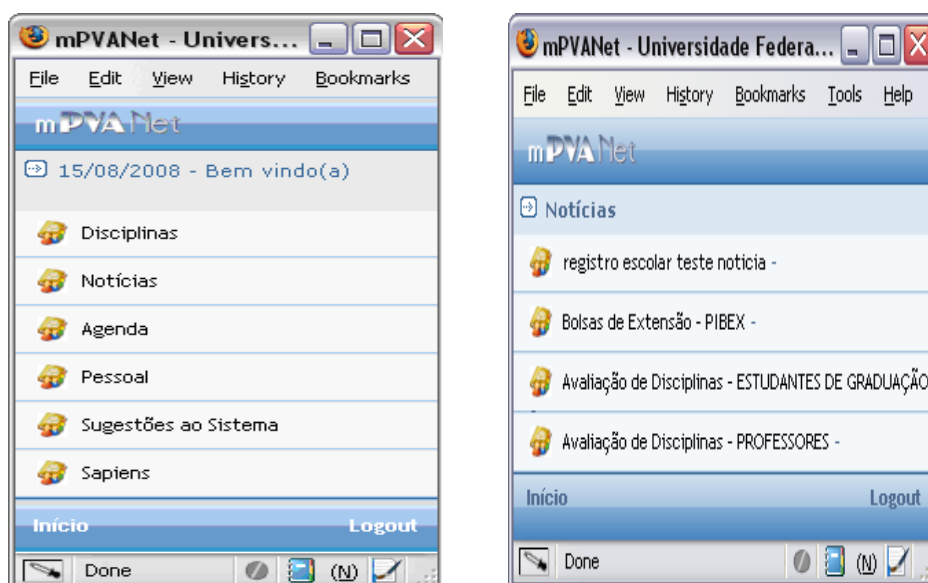 mPVANet - Univers...
File Edit View History Bookmarks
mPVANet
15/08/2008 - Bem vindo(a)
Disciplinas
Notícias
Agenda
Pessoal
Sugestões ao Sistema
Sapiens
Início Logout
Done (N)
mPVANet - Universidade Federa...
File Edit View History Bookmarks Tools Help
mPVANet
Notícias
registro escolar teste noticia -
Bolsas de Extensão - PIBEX -
Avaliação de Disciplinas - ESTUDANTES DE GRADUAÇÃO
-
Avaliação de Disciplinas - PROFESSORES -
Início Logout
Done (N)